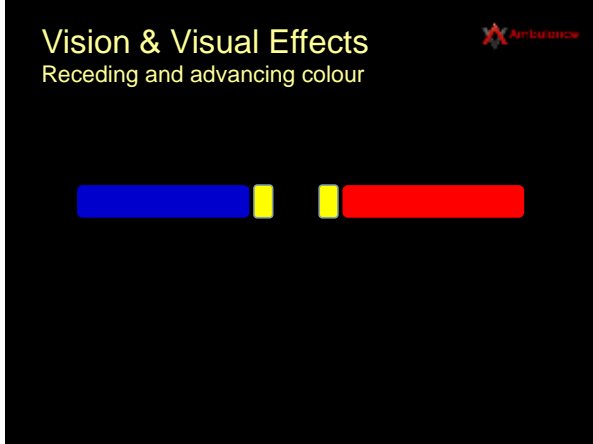 Vision & Visual Effects
Ambulance
Receding and advancing colour